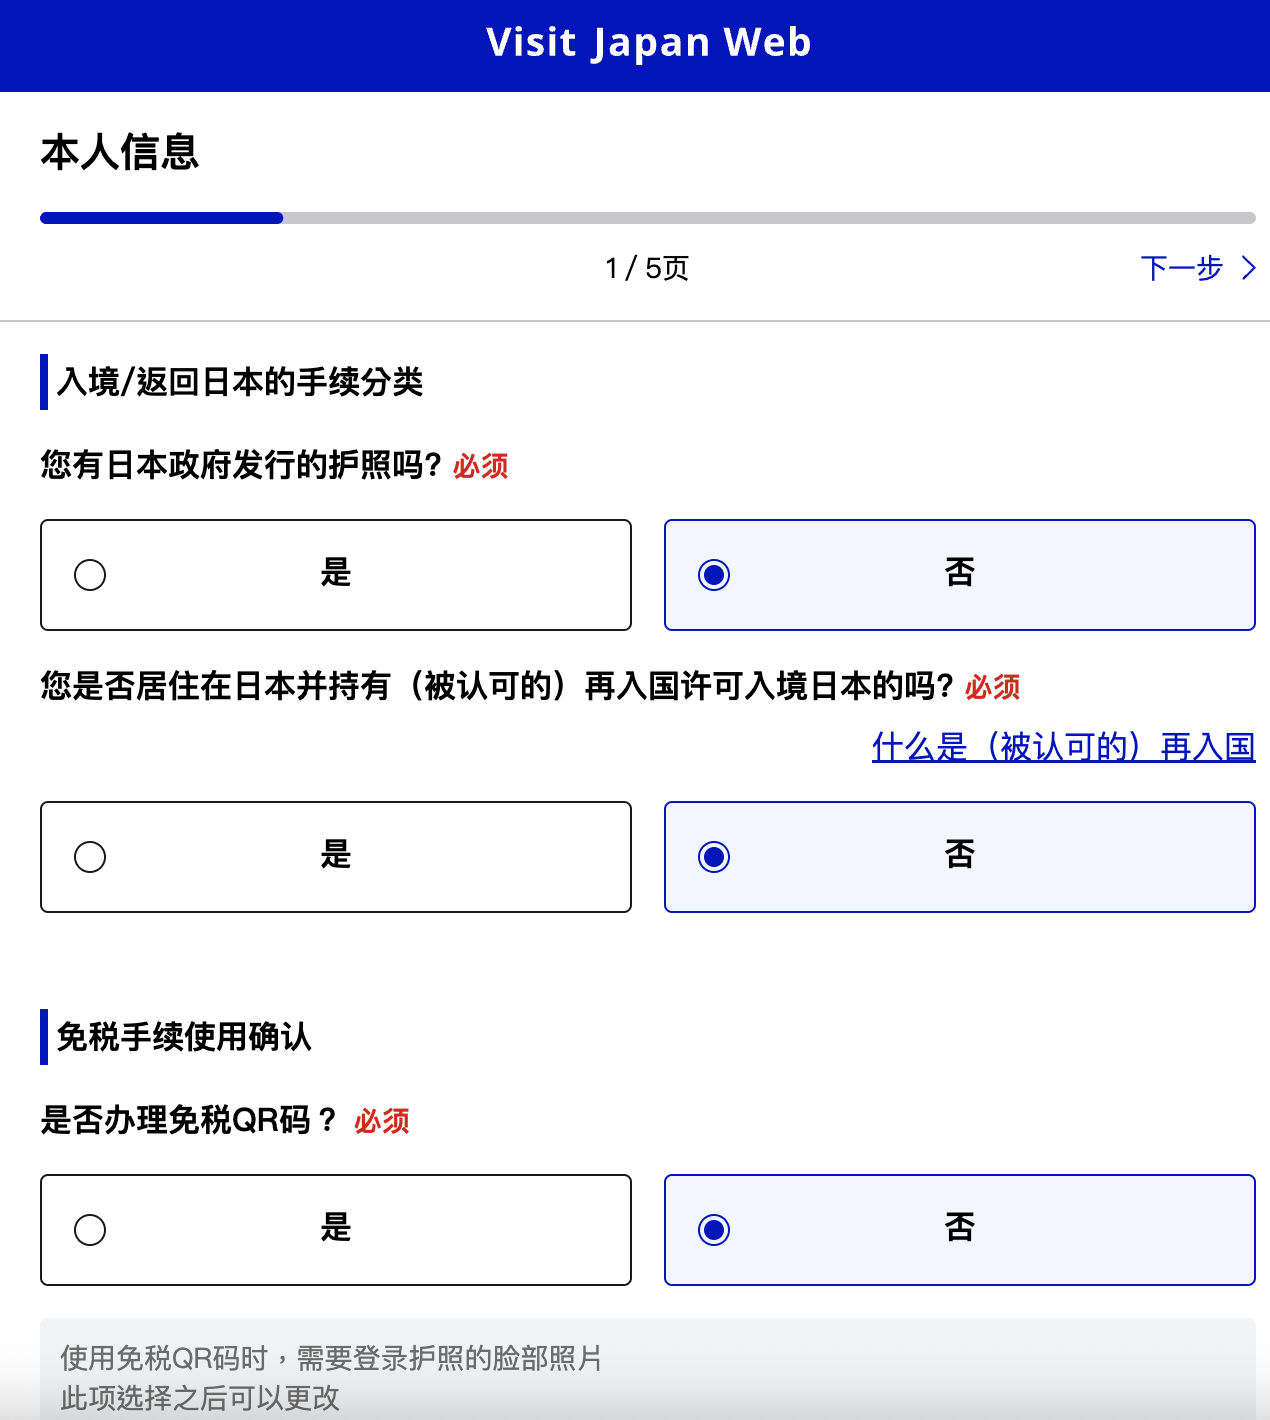 Visit Japan Web
本人信息
1 / 5页
下一步
入境/返回日本的手续分类
您有日本政府发行的护照吗? 必须
是
否
您是否居住在日本并持有（被认可的）再入国许可入境日本的吗? 必须
什么是（被认可的）再入国
是
否
免税手续使用确认
是否办理免税QR码？ 必须
是
否
使用免税QR码时，需要登录护照的脸部照片
此项选择之后可以更改